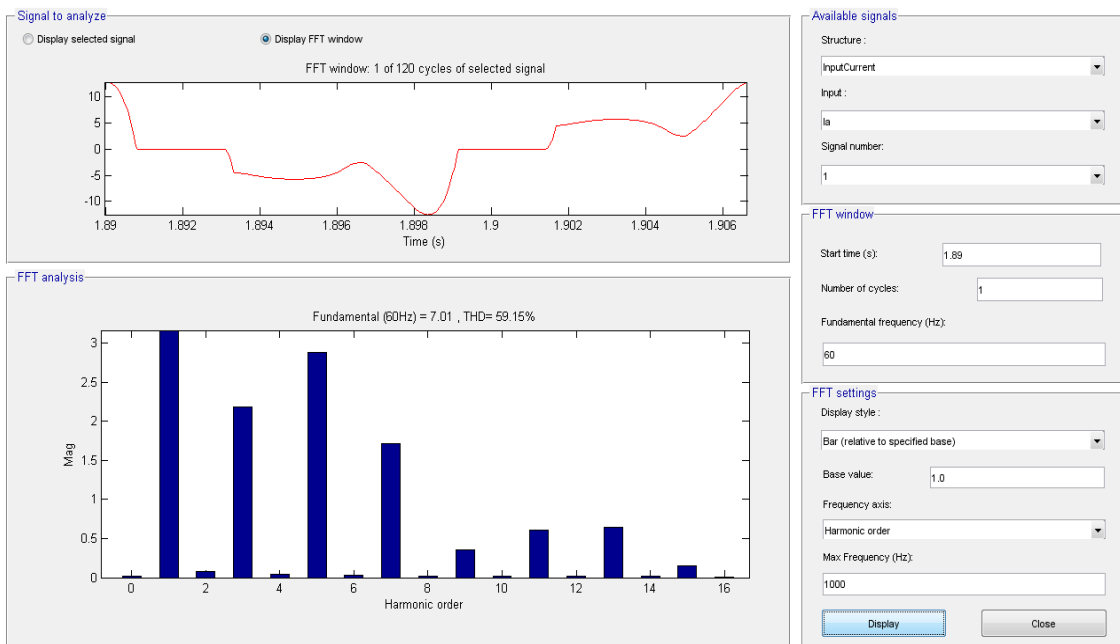 Signal to analyze
Display selected signal
Display FFT window
FFT window: 1 of 120 cycles of selected signal
10
5
0
-5
-10
1.89 1.892 1.894 1.896 1.898 1.9 1.902 1.904 1.906
Time (s)
FFT analysis
Fundamental (60Hz) = 7.01 , THD= 59.15%
3
2.5
2
1.5
1
0.5
0
Mag
0 2 4 6 8 10 12 14 16
Harmonic order
Available signals
Structure :
InputCurrent
Input :
Ia
Signal number:
1
FFT window
Start time (s):
1.89
Number of cycles:
1
Fundamental frequency (Hz):
60
FFT settings
Display style :
Bar (relative to specified base)
Base value:
1.0
Frequency axis:
Harmonic order
Max Frequency (Hz):
1000
Display
Close